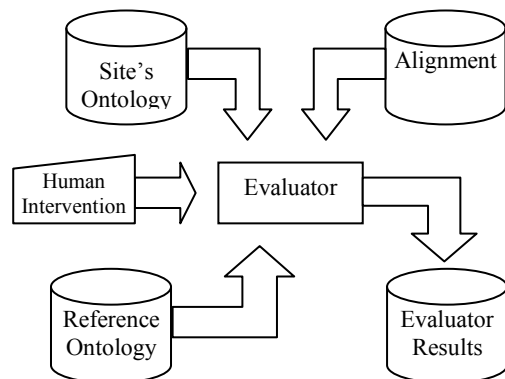 Site's
Ontology
Alignment
Human
Intervention
Evaluator
Reference
Ontology
Evaluator
Results